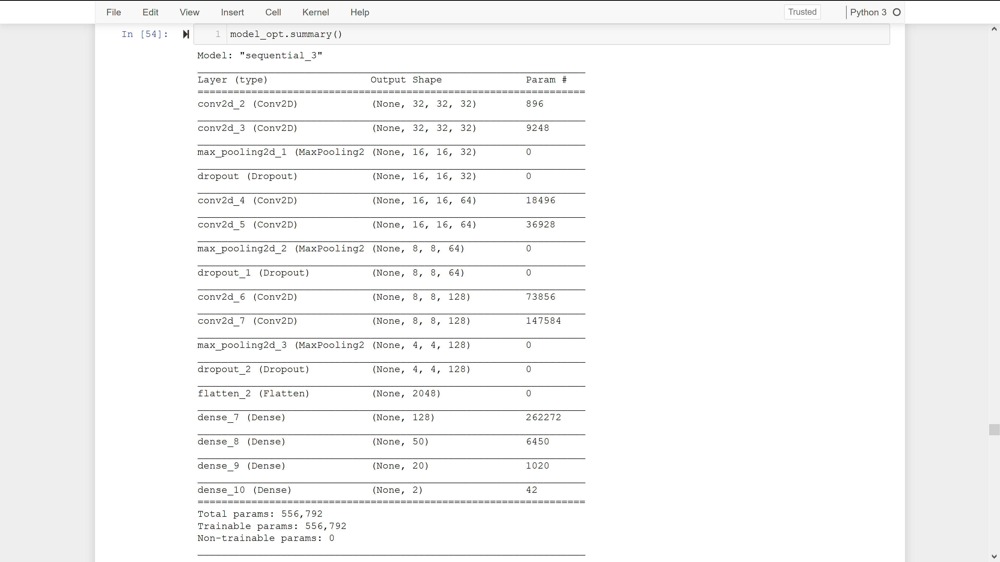 File Edit View Insert Cell Kernel Help Trusted Python 3
In [54]: 1 model_opt.summary()
Model: "sequential_3"
_________________________________________________________________
Layer (type)                 Output Shape              Param #
=================================================================
conv2d_2 (Conv2D)            (None, 32, 32, 32)        896
_________________________________________________________________
conv2d_3 (Conv2D)            (None, 32, 32, 32)        9248
_________________________________________________________________
max_pooling2d_1 (MaxPooling2 (None, 16, 16, 32)        0
_________________________________________________________________
dropout (Dropout)            (None, 16, 16, 32)        0
_________________________________________________________________
conv2d_4 (Conv2D)            (None, 16, 16, 64)        18496
_________________________________________________________________
conv2d_5 (Conv2D)            (None, 16, 16, 64)        36928
_________________________________________________________________
max_pooling2d_2 (MaxPooling2 (None, 8, 8, 64)          0
_________________________________________________________________
dropout_1 (Dropout)          (None, 8, 8, 64)          0
_________________________________________________________________
conv2d_6 (Conv2D)            (None, 8, 8, 128)         73856
_________________________________________________________________
conv2d_7 (Conv2D)            (None, 8, 8, 128)         147584
_________________________________________________________________
max_pooling2d_3 (MaxPooling2 (None, 4, 4, 128)         0
_________________________________________________________________
dropout_2 (Dropout)          (None, 4, 4, 128)         0
_________________________________________________________________
flatten_2 (Flatten)          (None, 2048)              0
_________________________________________________________________
dense_7 (Dense)              (None, 128)               262272
_________________________________________________________________
dense_8 (Dense)              (None, 50)                6450
_________________________________________________________________
dense_9 (Dense)              (None, 20)                1020
_________________________________________________________________
dense_10 (Dense)             (None, 2)                 42
=================================================================
Total params: 556,792
Trainable params: 556,792
Non-trainable params: 0
_________________________________________________________________